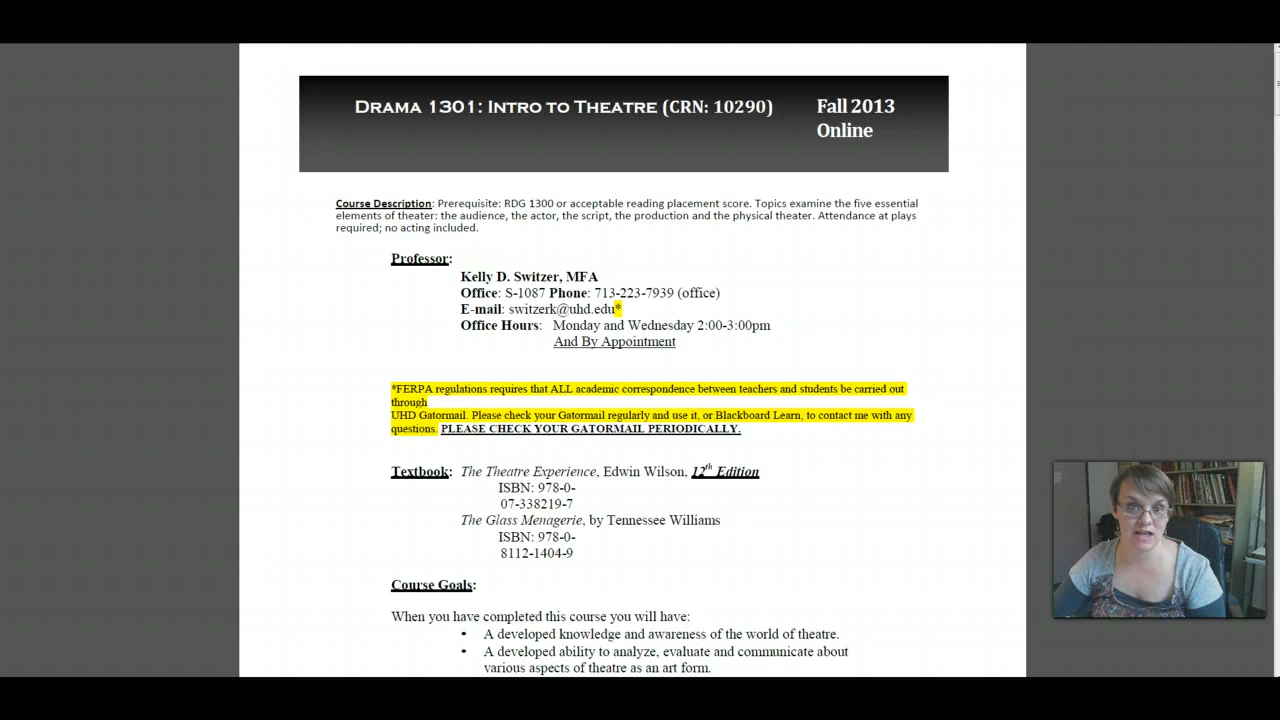 DRAMA 1301: INTRO TO THEATRE (CRN: 10290)
Fall 2013
Online
Course Description: Prerequisite: RDG 1300 or acceptable reading placement score. Topics examine the five essential
elements of theater: the audience, the actor, the script, the production and the physical theater. Attendance at plays
required; no acting included.
Professor:
Kelly D. Switzer, MFA
Office: S-1087 Phone: 713-223-7939 (office)
E-mail: switzerk@uhd.edu*
Office Hours: Monday and Wednesday 2:00-3:00pm
And By Appointment
*FERPA regulations requires that ALL academic correspondence between teachers and students be carried out
through
UHD Gatormail. Please check your Gatormail regularly and use it, or Blackboard Learn, to contact me with any
questions. PLEASE CHECK YOUR GATORMAIL PERIODICALLY.
Textbook: The Theatre Experience, Edwin Wilson, 12th Edition
ISBN: 978-0-
07-338219-7
The Glass Menagerie, by Tennessee Williams
ISBN: 978-0-
8112-1404-9
Course Goals:
When you have completed this course you will have:
• A developed knowledge and awareness of the world of theatre.
• A developed ability to analyze, evaluate and communicate about
various aspects of theatre as an art form.